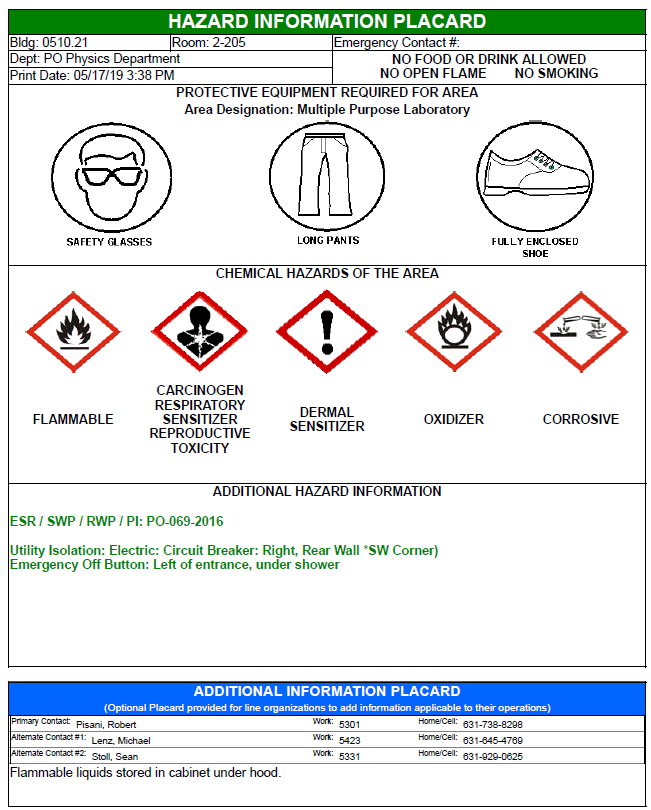 HAZARD INFORMATION PLACARD
Bldg: 0510.21 Room: 2-205 Emergency Contact #:
Dept: PO Physics Department
NO FOOD OR DRINK ALLOWED
Print Date: 05/17/19 3:38 PM
NO OPEN FLAME NO SMOKING
PROTECTIVE EQUIPMENT REQUIRED FOR AREA
Area Designation: Multiple Purpose Laboratory
SAFETY GLASSES
LONG PANTS
FULLY ENCLOSED
SHOE
CHEMICAL HAZARDS OF THE AREA
FLAMMABLE
CARCINOGEN
RESPIRATORY
SENSITIZER
REPRODUCTIVE
TOXICITY
DERMAL
SENSITIZER
OXIDIZER
CORROSIVE
ADDITIONAL HAZARD INFORMATION
ESR / SWP / RWP / PI: PO-069-2016
Utility Isolation: Electric: Circuit Breaker: Right, Rear Wall *SW Corner)
Emergency Off Button: Left of entrance, under shower
ADDITIONAL INFORMATION PLACARD
(Optional Placard provided for line organizations to add information applicable to their operations)
Primary Contact: Pisani, Robert Work: 5301 Home/Cell: 631-738-8298
Alternate Contact #1: Lenz, Michael Work: 5423 Home/Cell: 631-645-4769
Alternate Contact #2: Stoll, Sean Work: 5331 Home/Cell: 631-929-0625
Flammable liquids stored in cabinet under hood.